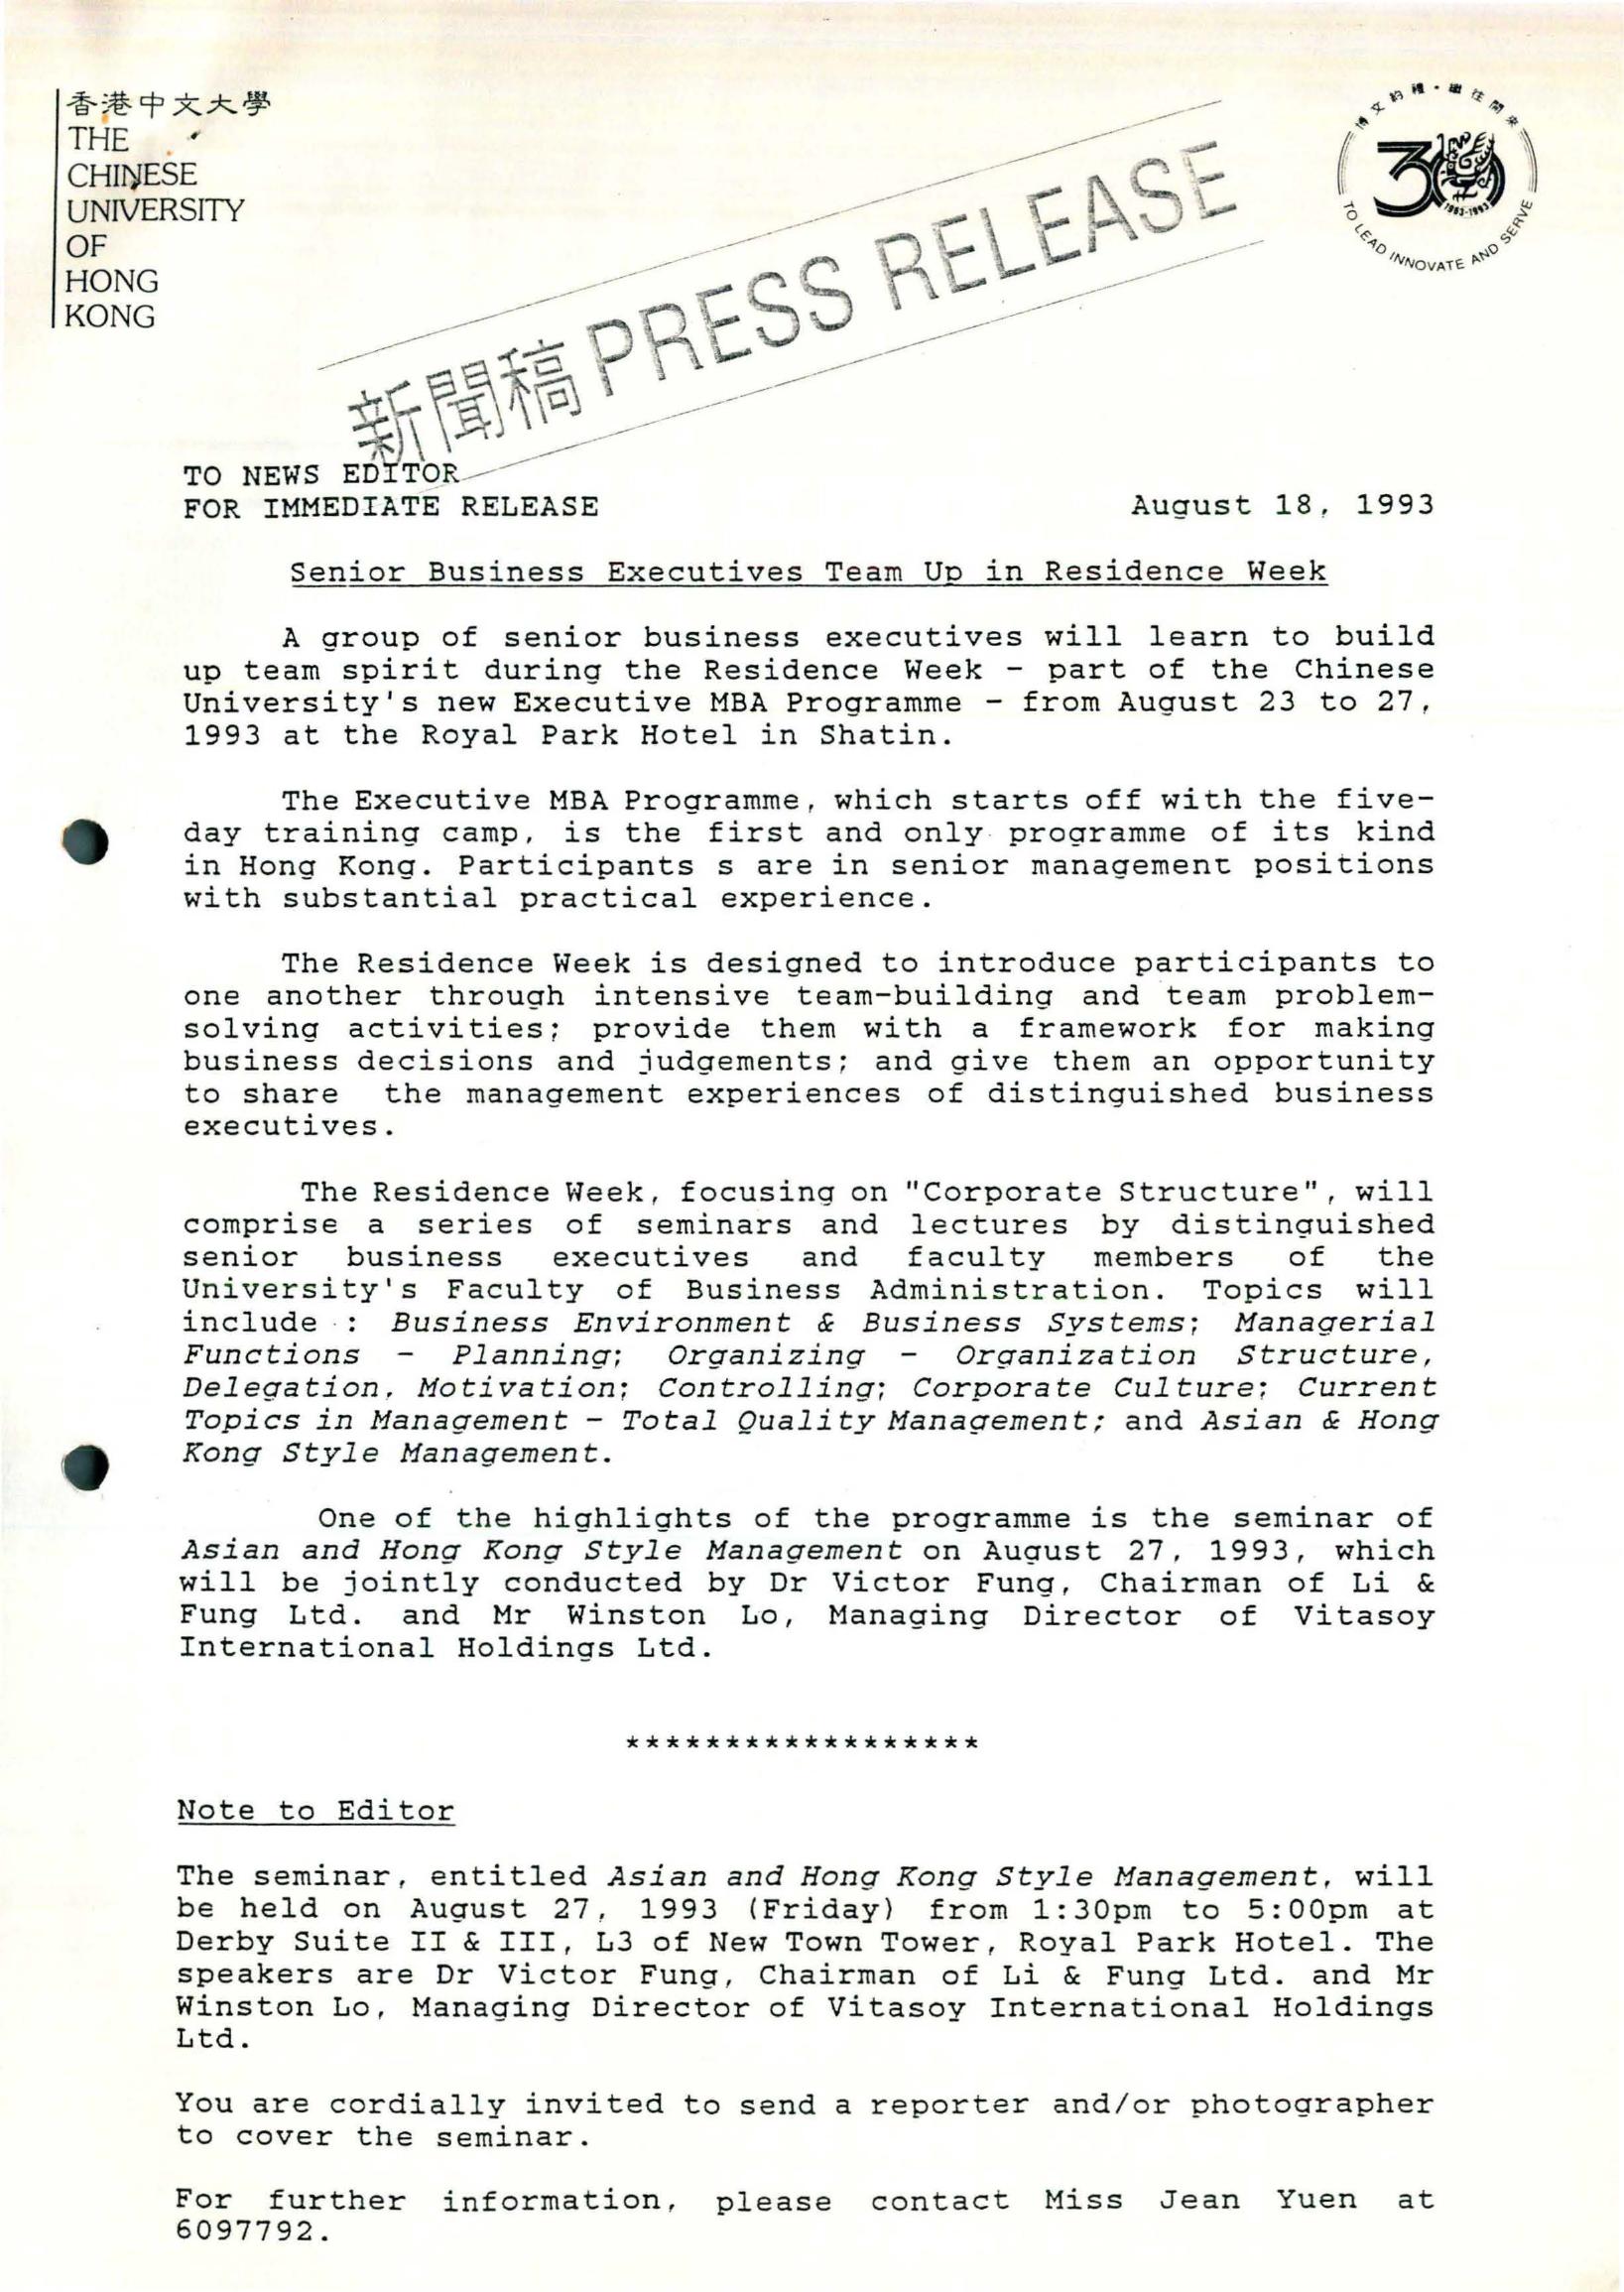 香港中文大學
THE
CHINESE
UNIVERSITY
OF
HONG
KONG
博文約禮·繼往開來
30
1963-1993
TO LEAD INNOVATE AND SERVE
新聞稿 PRESS RELEASE
TO NEWS EDITOR
FOR IMMEDIATE RELEASE August 18, 1993
Senior Business Executives Team Up in Residence Week
A group of senior business executives will learn to build
up team spirit during the Residence Week - part of the Chinese
University's new Executive MBA Programme - from August 23 to 27,
1993 at the Royal Park Hotel in Shatin.
The Executive MBA Programme, which starts off with the five-
day training camp, is the first and only programme of its kind
in Hong Kong. Participants s are in senior management positions
with substantial practical experience.
The Residence Week is designed to introduce participants to
one another through intensive team-building and team problem-
solving activities; provide them with a framework for making
business decisions and judgements; and give them an opportunity
to share the management experiences of distinguished business
executives.
The Residence Week, focusing on "Corporate Structure", will
comprise a series of seminars and lectures by distinguished
senior business executives and faculty members of the
University's Faculty of Business Administration. Topics will
include : Business Environment & Business Systems; Managerial
Functions - Planning; Organizing - Organization Structure,
Delegation, Motivation; Controlling; Corporate Culture; Current
Topics in Management - Total Quality Management; and Asian & Hong
Kong Style Management.
One of the highlights of the programme is the seminar of
Asian and Hong Kong Style Management on August 27, 1993, which
will be jointly conducted by Dr Victor Fung, Chairman of Li &
Fung Ltd. and Mr Winston Lo, Managing Director of Vitasoy
International Holdings Ltd.
******************
Note to Editor
The seminar, entitled Asian and Hong Kong Style Management, will
be held on August 27, 1993 (Friday) from 1:30pm to 5:00pm at
Derby Suite II & III, L3 of New Town Tower, Royal Park Hotel. The
speakers are Dr Victor Fung, Chairman of Li & Fung Ltd. and Mr
Winston Lo, Managing Director of Vitasoy International Holdings
Ltd.
You are cordially invited to send a reporter and/or photographer
to cover the seminar.
For further information, please contact Miss Jean Yuen at
6097792.